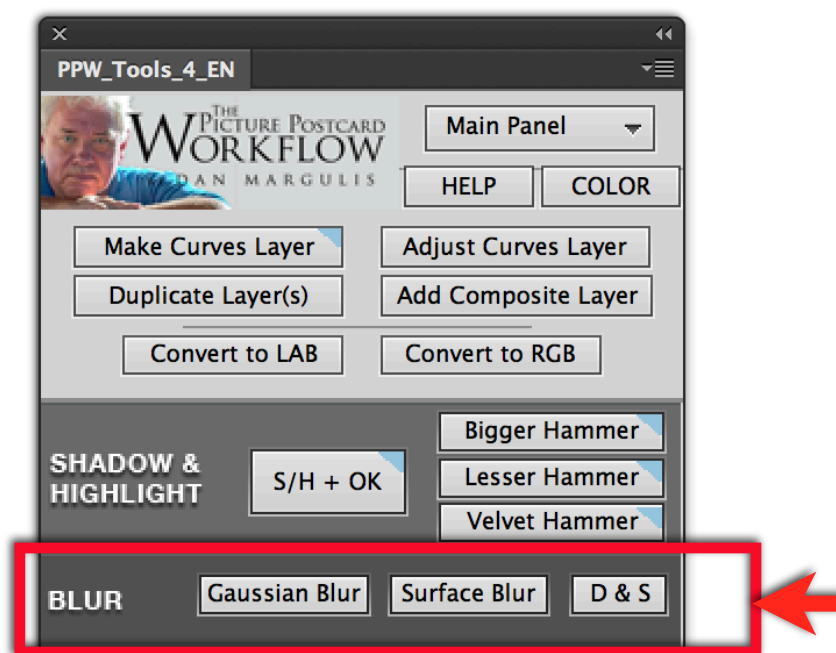 PPW_Tools_4_EN
THE
PICTURE POSTCARD
WORKFLOW
DAN MARGULIS
Main Panel
HELP
COLOR
Make Curves Layer
Adjust Curves Layer
Duplicate Layer(s)
Add Composite Layer
Convert to LAB
Convert to RGB
SHADOW &
HIGHLIGHT
S/H + OK
Bigger Hammer
Lesser Hammer
Velvet Hammer
BLUR
Gaussian Blur
Surface Blur
D & S